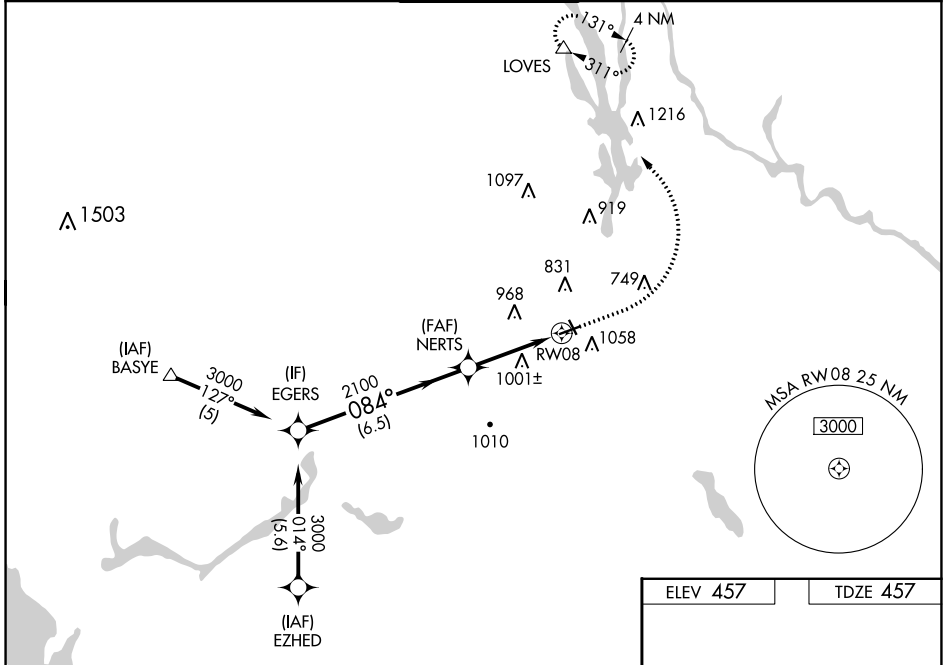 131°
4 NM
LOVES
311°
1216
1097
1503
919
831
749
968
(FAF)
NERTS
RW08
1058
1001±
(IAF)
BASYE
3000
127°
(5)
(IF)
EGERS
2100
084°
(6.5)
1010
MSA RW08 25 NM
3000
3000
014°
(5.6)
(IAF)
EZHED
ELEV 457
TDZE 457